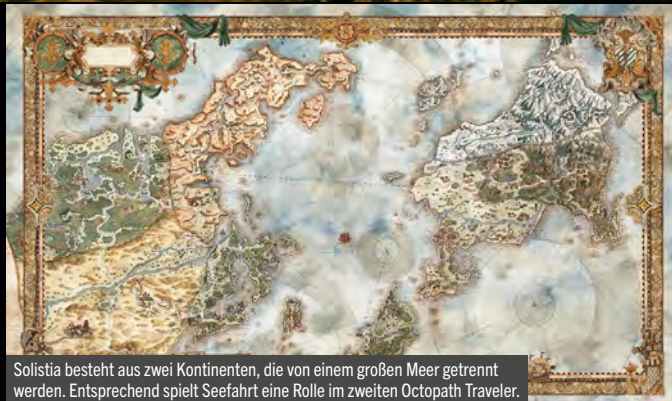 Solistia besteht aus zwei Kontinenten, die von einem großen Meer getrennt
werden. Entsprechend spielt Seefahrt eine Rolle im zweiten Octopath Traveler.